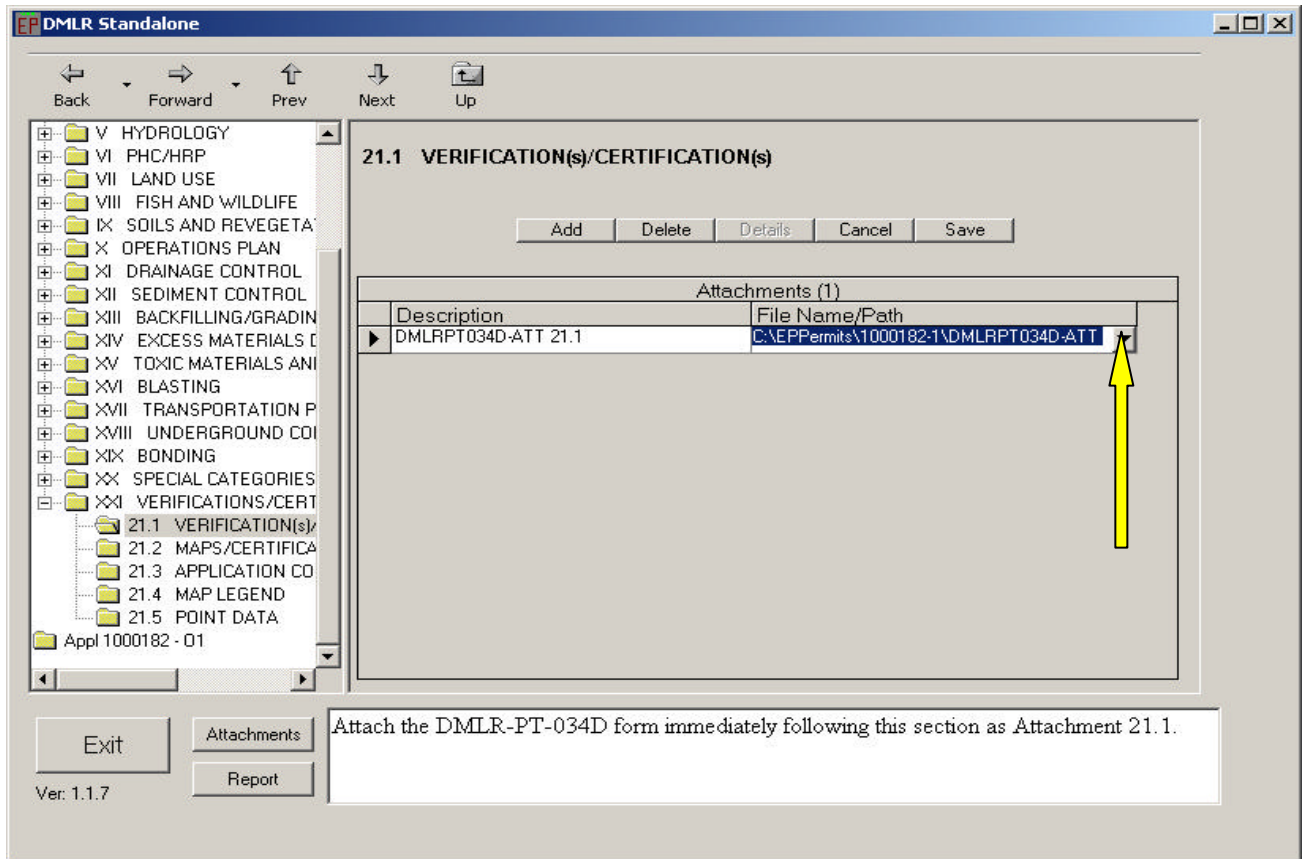 EP DMLR Standalone
Back Forward Prev Next Up
V HYDROLOGY
VI PHC/HRP
VII LAND USE
VIII FISH AND WILDLIFE
IX SOILS AND REVEGETA
X OPERATIONS PLAN
XI DRAINAGE CONTROL
XII SEDIMENT CONTROL
XIII BACKFILLING/GRADIN
XIV EXCESS MATERIALS D
XV TOXIC MATERIALS AN
XVI BLASTING
XVII TRANSPORTATION P
XVIII UNDERGROUND CO
XIX BONDING
XX SPECIAL CATEGORIES
XXI VERIFICATIONS/CERT
21.1 VERIFICATION(s)/
21.2 MAPS/CERTIFICA
21.3 APPLICATION CO
21.4 MAP LEGEND
21.5 POINT DATA
Appl 1000182 - 01
21.1 VERIFICATION(s)/CERTIFICATION(s)
Add Delete Details Cancel Save
Attachments (1)
Description File Name/Path
DMLRPT034D-ATT 21.1 C:\EPPermits\1000182-1\DMLRPT034D-ATT
Exit
Attachments
Report
Ver: 1.1.7
Attach the DMLR-PT-034D form immediately following this section as Attachment 21.1.